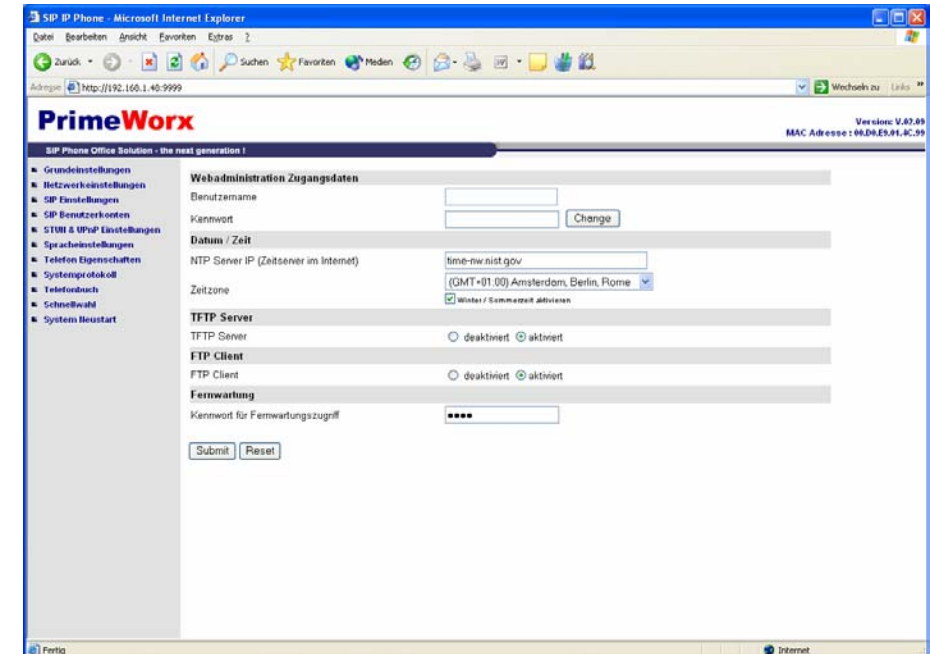 SIP IP Phone - Microsoft Internet Explorer
Datei Bearbeiten Ansicht Favoriten Extras ?
Zurück Suchen Favoriten Medien
Adresse http://192.168.1.40:9999 Wechseln zu Links »
PrimeWorx
Version: V.07.09
MAC Adresse : 00.D0.E9.01.4C.99
SIP Phone Office Solution - the next generation !
Grundeinstellungen
Netzwerkeinstellungen
SIP Einstellungen
SIP Benutzerkonten
STUN & UPnP Einstellungen
Spracheinstellungen
Telefon Eigenschaften
Systemprotokoll
Telefonbuch
Schnellwahl
System Neustart
Webadministration Zugangsdaten
Benutzername
Kennwort Change
Datum / Zeit
NTP Server IP (Zeitserver im Internet) time-nw.nist.gov
Zeitzone (GMT+01:00) Amsterdam, Berlin, Rome
Winter / Sommerzeit aktivieren
TFTP Server
TFTP Server deaktiviert aktiviert
FTP Client
FTP Client deaktiviert aktiviert
Fernwartung
Kennwort für Fernwartungszugriff ●●●●
Submit Reset
Fertig Internet